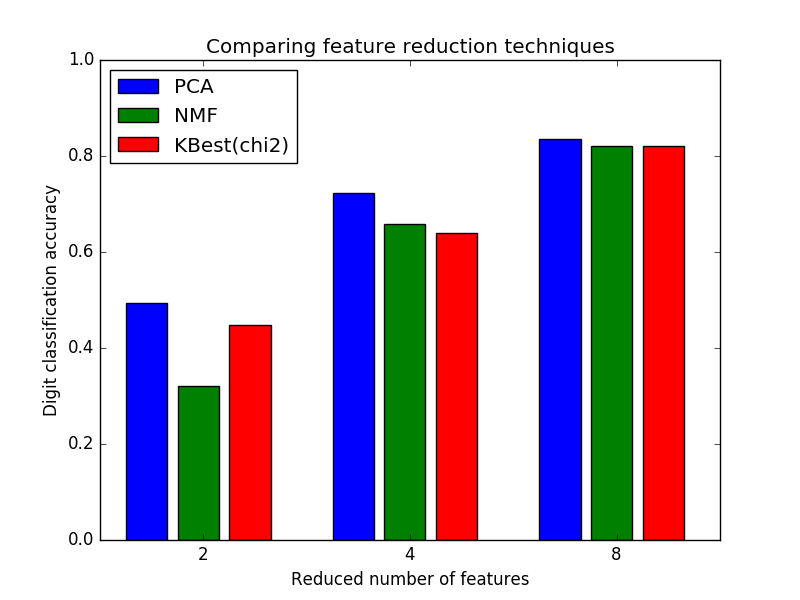 Comparing feature reduction techniques
PCA
NMF
KBest(chi2)
1.0
0.8
0.6
0.4
0.2
0.0
Digit classification accuracy
2 4 8
Reduced number of features